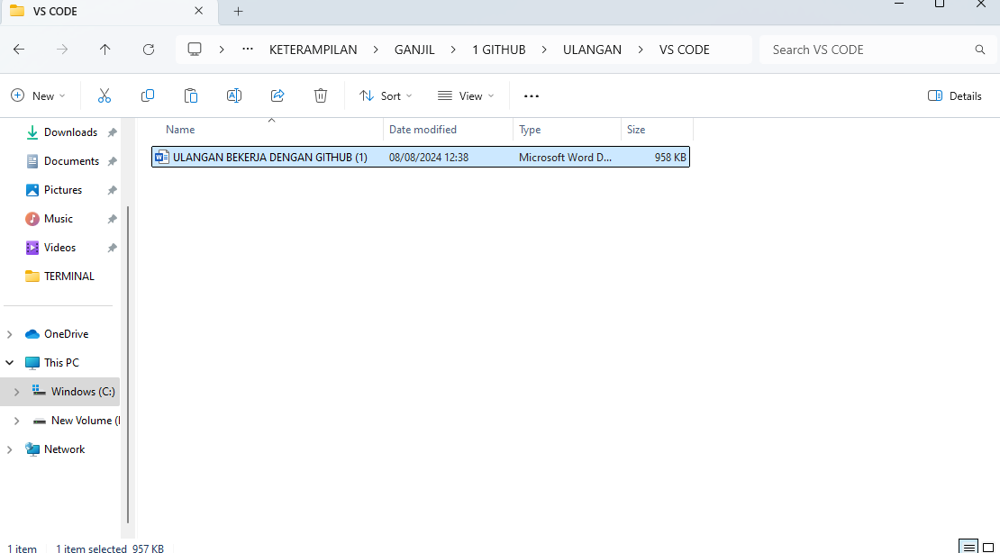 VS CODE
KETERAMPILAN > GANJIL > 1 GITHUB > ULANGAN > VS CODE
Search VS CODE
New
Sort
View
Details
Name Date modified Type Size
ULANGAN BEKERJA DENGAN GITHUB (1) 08/08/2024 12:38 Microsoft Word D... 958 KB
Downloads
Documents
Pictures
Music
Videos
TERMINAL
OneDrive
This PC
Windows (C:)
New Volume (
Network
1 item 1 item selected 957 KB